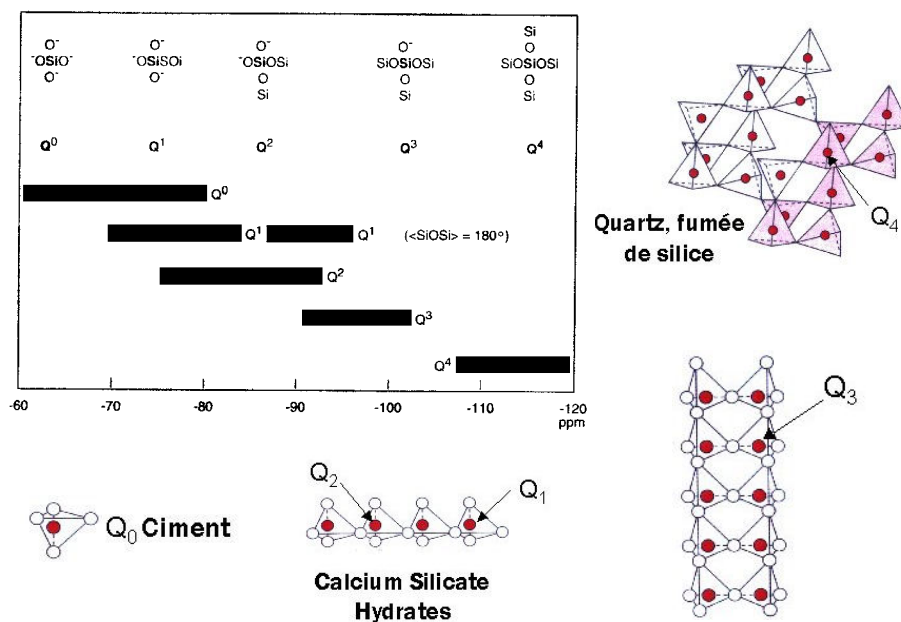 Si
O⁻ O⁻ O⁻ O⁻ O
⁻OSiO⁻ ⁻OSiSOi ⁻OSiOSi SiOSiOSi SiOSiOSi
O⁻ O⁻ O O O
Si Si Si
Q⁰ Q¹ Q² Q³ Q⁴
Q⁰
Q¹ Q¹ (<SiOSi> = 180°)
Q²
Q³
Q⁴
-60 -70 -80 -90 -100 -110 -120
ppm
Q₄
Quartz, fumée
de silice
Q₃
Q₀ Ciment
Q₂
Q₁
Calcium Silicate
Hydrates